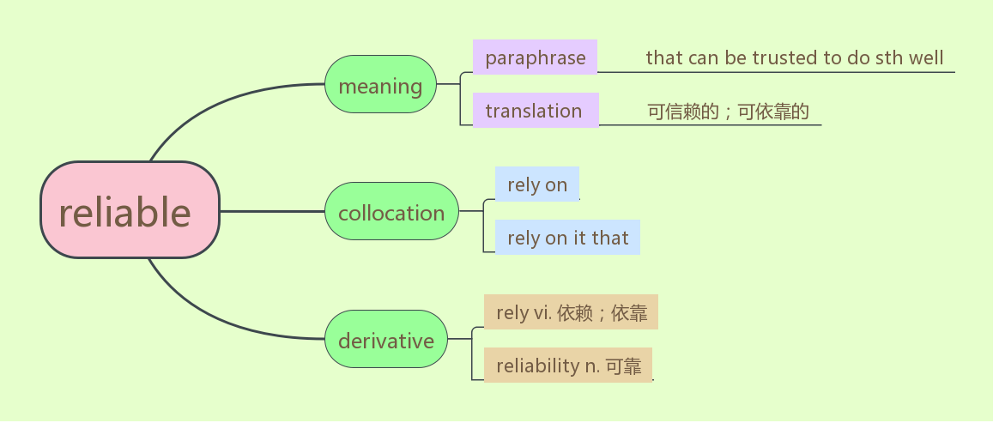 reliable
meaning
paraphrase
that can be trusted to do sth well
translation
可信赖的；可依靠的
collocation
rely on
rely on it that
derivative
rely vi. 依赖；依靠
reliability n. 可靠